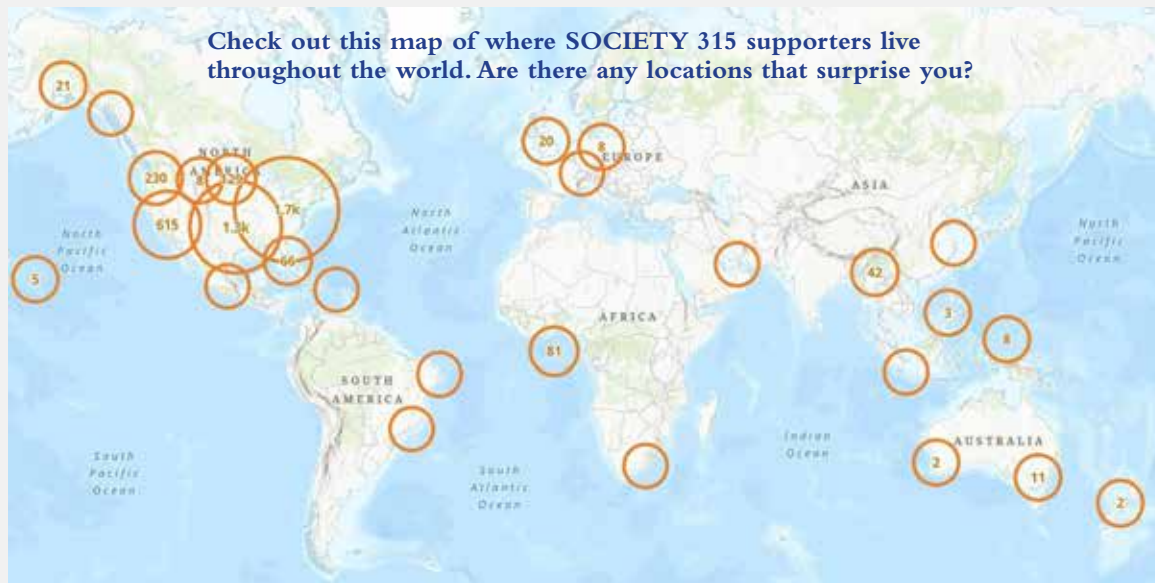 Check out this map of where SOCIETY 315 supporters live
throughout the world. Are there any locations that surprise you?
21
20
8
EUROPE
NORTH
AMERICA
230
8
ASIA
615
1.7k
North
Atlantic
Ocean
North
Pacific
Ocean
North
Pacific
Ocean
66
5
42
3
AFRICA
81
8
SOUTH
AMERICA
Indian
Ocean
AUSTRALIA
South
Pacific
Ocean
South
Atlantic
Ocean
2
11
2